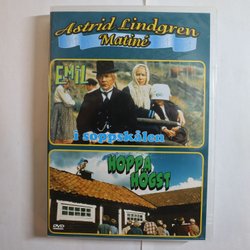 Astrid Lindgren
Matiné
EMIL
i soppskålen
HOPPA
HÖGST
DVD